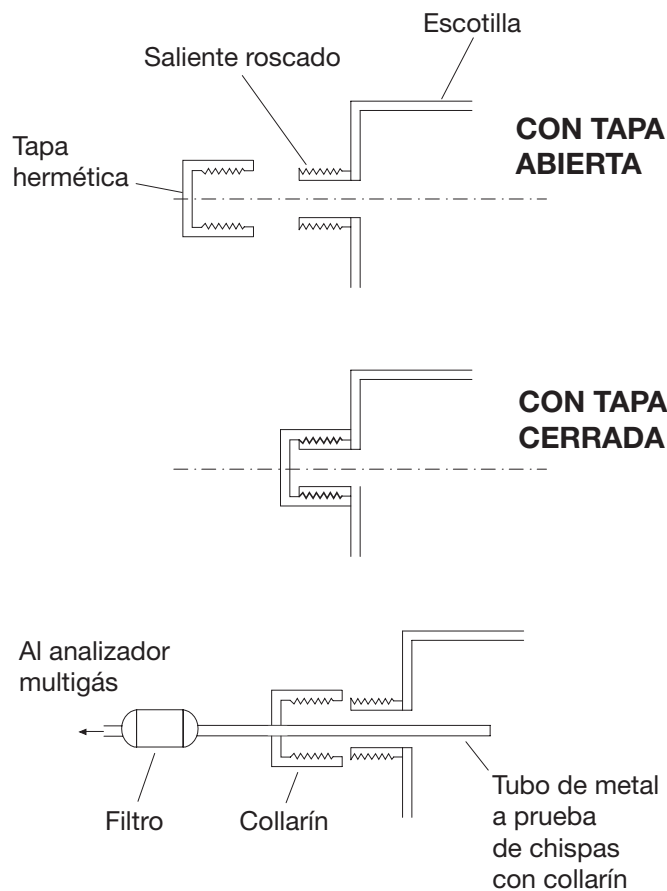 Escotilla
Saliente roscado
CON TAPA
ABIERTA
Tapa
hermética
CON TAPA
CERRADA
Al analizador
multigás
Filtro
Collarín
Tubo de metal
a prueba
de chispas
con collarín